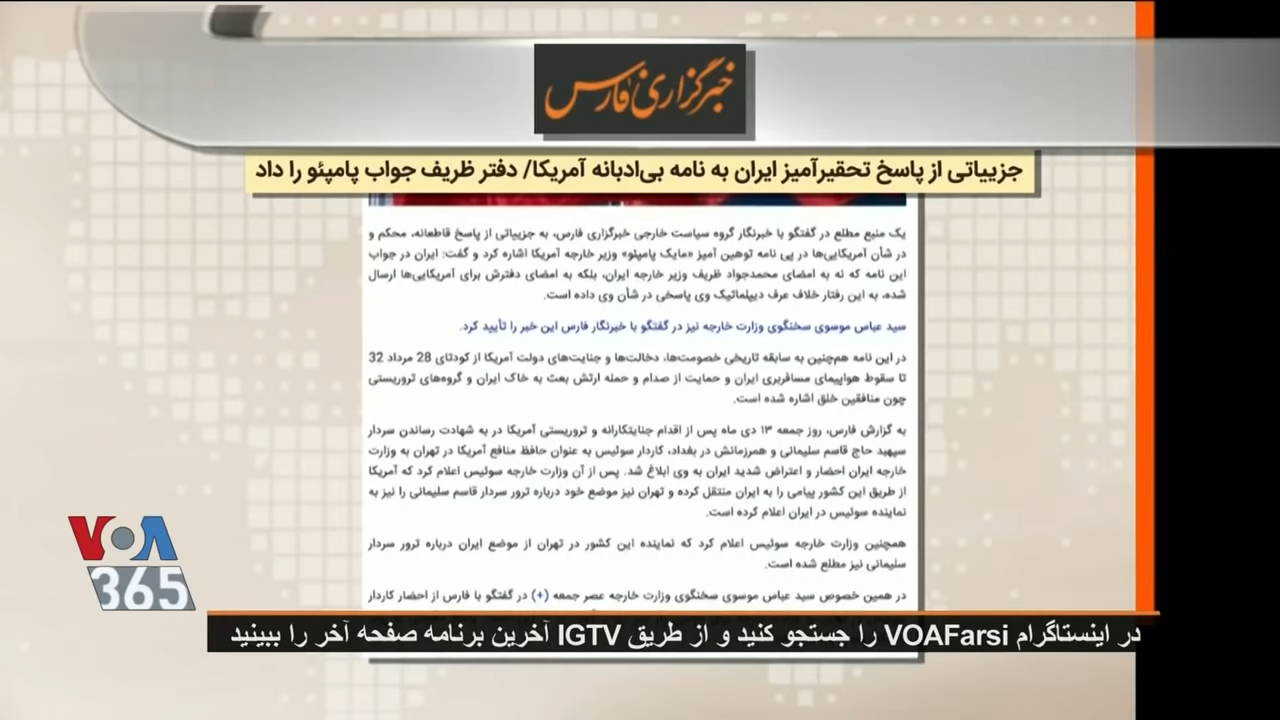 خبرگزاری فارس
جزییاتی از پاسخ تحقیرآمیز ایران به نامه بی‌ادبانه آمریکا/ دفتر ظریف جواب پامپئو را داد
یک منبع مطلع در گفتگو با خبرنگار گروه سیاست خارجی خبرگزاری فارس، به جزییاتی از پاسخ قاطعانه، محکم و
در شأن آمریکایی‌ها در پی نامه توهین آمیز «مایک پامپئو» وزیر خارجه آمریکا اشاره کرد و گفت: ایران در جواب
این نامه که نه به امضای محمدجواد ظریف وزیر خارجه ایران، بلکه به امضای دفترش برای آمریکایی‌ها ارسال
شده، به این رفتار خلاف عرف دیپلماتیک وی پاسخی در شأن وی داده است.
سید عباس موسوی سخنگوی وزارت خارجه نیز در گفتگو با خبرنگار فارس این خبر را تأیید کرد.
در این نامه هم‌چنین به سابقه تاریخی خصومت‌ها، دخالت‌ها و جنایت‌های دولت آمریکا از کودتای 28 مرداد 32
تا سقوط هواپیمای مسافربری ایران و حمایت از صدام و حمله ارتش بعث به خاک ایران و گروه‌های تروریستی
چون منافقین خلق اشاره شده است.
به گزارش فارس، روز جمعه ۱۳ دی ماه پس از اقدام جنایتکارانه و تروریستی آمریکا در به شهادت رساندن سردار
سپهبد حاج قاسم سلیمانی و همرزمانش در بغداد، کاردار سوئیس به عنوان حافظ منافع آمریکا در تهران به وزارت
خارجه ایران احضار و اعتراض شدید ایران به وی ابلاغ شد. پس از آن وزارت خارجه سوئیس اعلام کرد که آمریکا
از طریق این کشور پیامی را به ایران منتقل کرده و تهران نیز موضع خود درباره ترور سردار قاسم سلیمانی را نیز به
نماینده سوئیس در ایران اعلام کرده است.
همچنین وزارت خارجه سوئیس اعلام کرد که نماینده این کشور در تهران از موضع ایران درباره ترور سردار
سلیمانی نیز مطلع شده است.
در همین خصوص سید عباس موسوی سخنگوی وزارت خارجه عصر جمعه (+) در گفتگو با فارس از احضار کاردار
VOA
365
در اینستاگرام VOAFarsi را جستجو کنید و از طریق IGTV آخرین برنامه صفحه آخر را ببینید